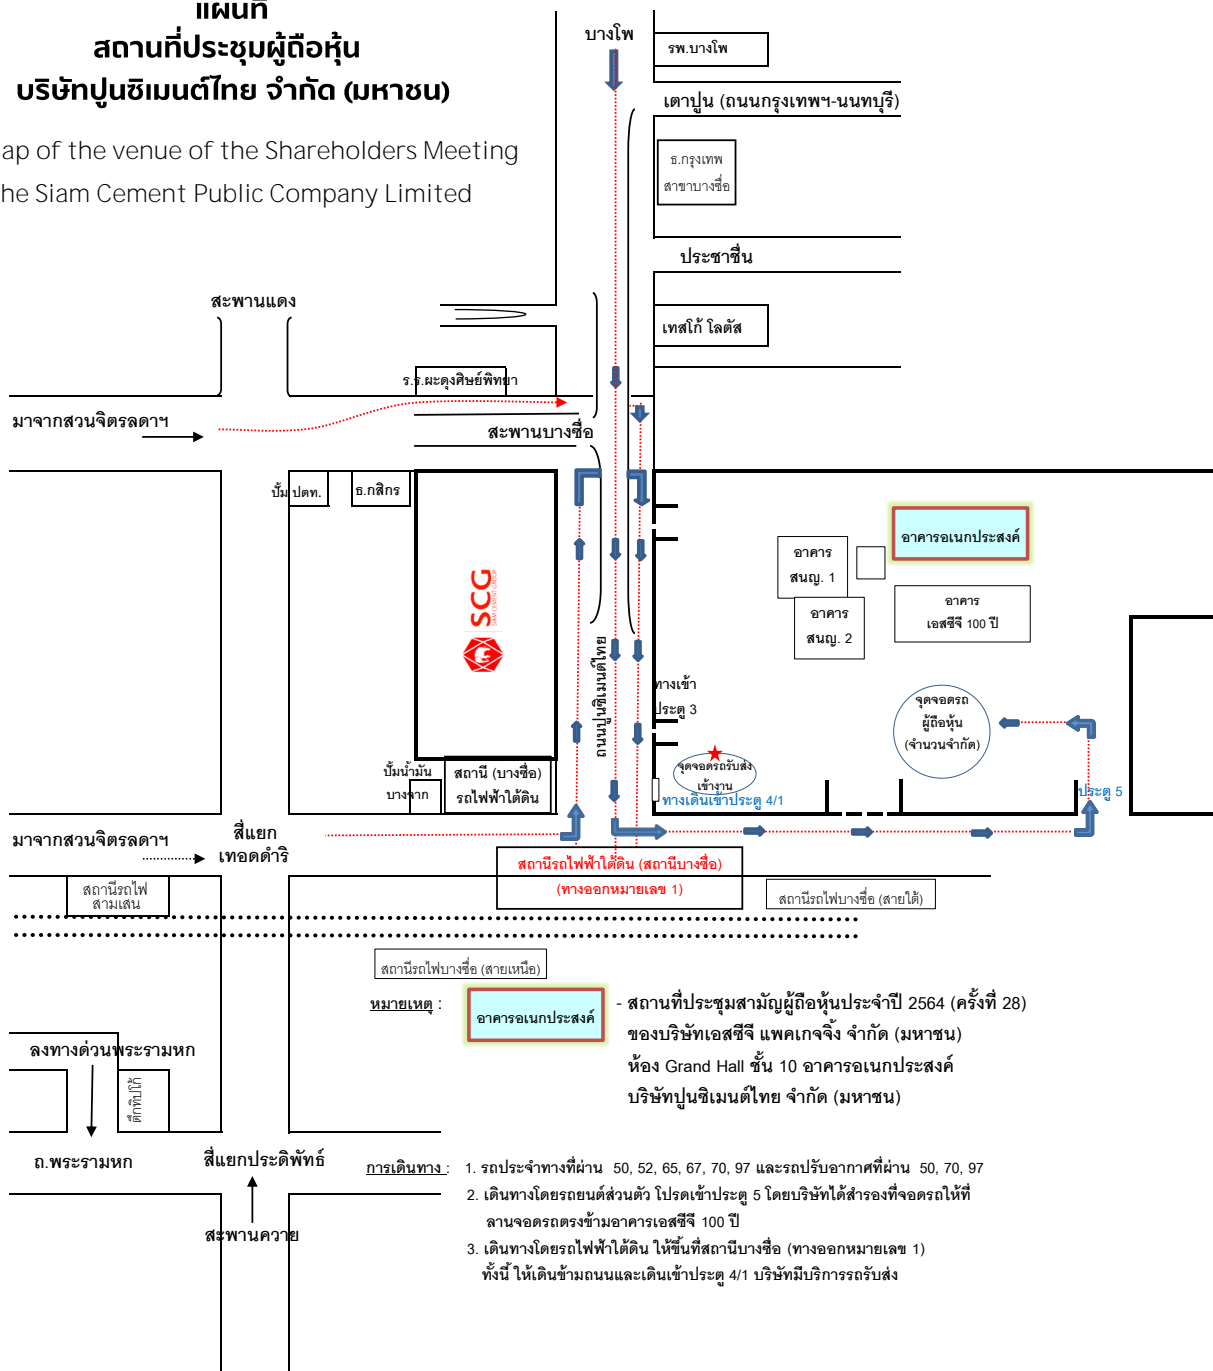 แผนที่
สถานที่ประชุมผู้ถือหุ้น
บริษัทปูนซิเมนต์ไทย จำกัด (มหาชน)
ap of the venue of the Shareholders Meeting
he Siam Cement Public Company Limited
บางโพ
รพ.บางโพ
เตาปูน (ถนนกรุงเทพฯ-นนทบุรี)
ธ.กรุงเทพ
สาขาบางซื่อ
ประชาชื่น
สะพานแดง
เทสโก้ โลตัส
ร.ร.ผะดุงศิษย์พิทยา
มาจากสวนจิตรลดาฯ
สะพานบางซื่อ
ปั๊ม ปตท.
ธ.กสิกร
อาคารอเนกประสงค์
อาคาร
สนญ. 1
SCG
SIAM CEMENT GROUP
อาคาร
สนญ. 2
อาคาร
เอสซีจี 100 ปี
ถนนปูนซิเมนต์ไทย
ทางเข้า
ประตู 3
จุดจอดรถ
ผู้ถือหุ้น
(จำนวนจำกัด)
จุดจอดรถรับส่ง
เข้างาน
ปั๊มน้ำมัน
บางจาก
สถานี (บางซื่อ)
รถไฟฟ้าใต้ดิน
ทางเดินเข้าประตู 4/1
ประตู 5
มาจากสวนจิตรลดาฯ
สี่แยก
เทอดดำริ
สถานีรถไฟฟ้าใต้ดิน (สถานีบางซื่อ)
(ทางออกหมายเลข 1)
สถานีรถไฟ
สามเสน
สถานีรถไฟบางซื่อ (สายใต้)
สถานีรถไฟบางซื่อ (สายเหนือ)
หมายเหตุ :
อาคารอเนกประสงค์
- สถานที่ประชุมสามัญผู้ถือหุ้นประจำปี 2564 (ครั้งที่ 28)
ของบริษัทเอสซีจี แพคเกจจิ้ง จำกัด (มหาชน)
ห้อง Grand Hall ชั้น 10 อาคารอเนกประสงค์
บริษัทปูนซิเมนต์ไทย จำกัด (มหาชน)
ลงทางด่วนพระรามหก
ตึกทิปโก้
ถ.พระรามหก
สี่แยกประดิพัทธ์
สะพานควาย
การเดินทาง : 1. รถประจำทางที่ผ่าน 50, 52, 65, 67, 70, 97 และรถปรับอากาศที่ผ่าน 50, 70, 97
2. เดินทางโดยรถยนต์ส่วนตัว โปรดเข้าประตู 5 โดยบริษัทได้สำรองที่จอดรถให้ที่
ลานจอดรถตรงข้ามอาคารเอสซีจี 100 ปี
3. เดินทางโดยรถไฟฟ้าใต้ดิน ให้ขึ้นที่สถานีบางซื่อ (ทางออกหมายเลข 1)
ทั้งนี้ ให้เดินข้ามถนนและเดินเข้าประตู 4/1 บริษัทมีบริการรถรับส่ง